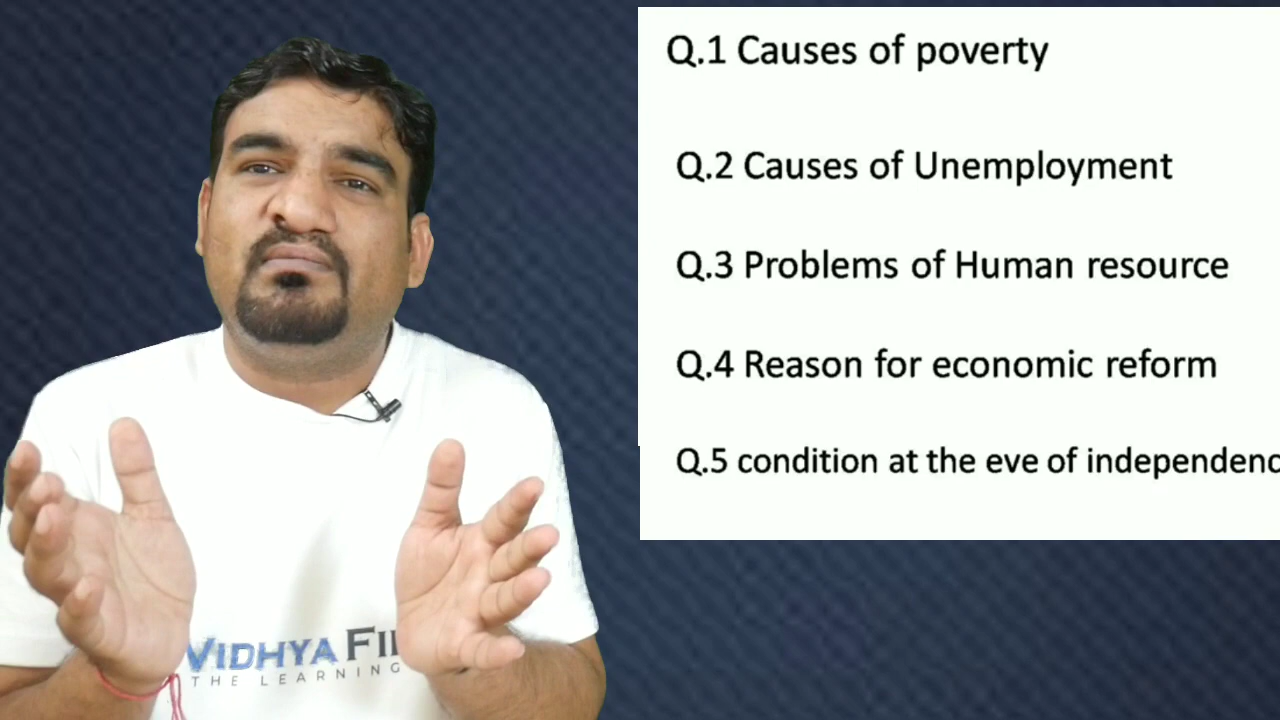 Q.1 Causes of poverty
Q.2 Causes of Unemployment
Q.3 Problems of Human resource
Q.4 Reason for economic reform
Q.5 condition at the eve of
VIDHYA
THE LEARNING